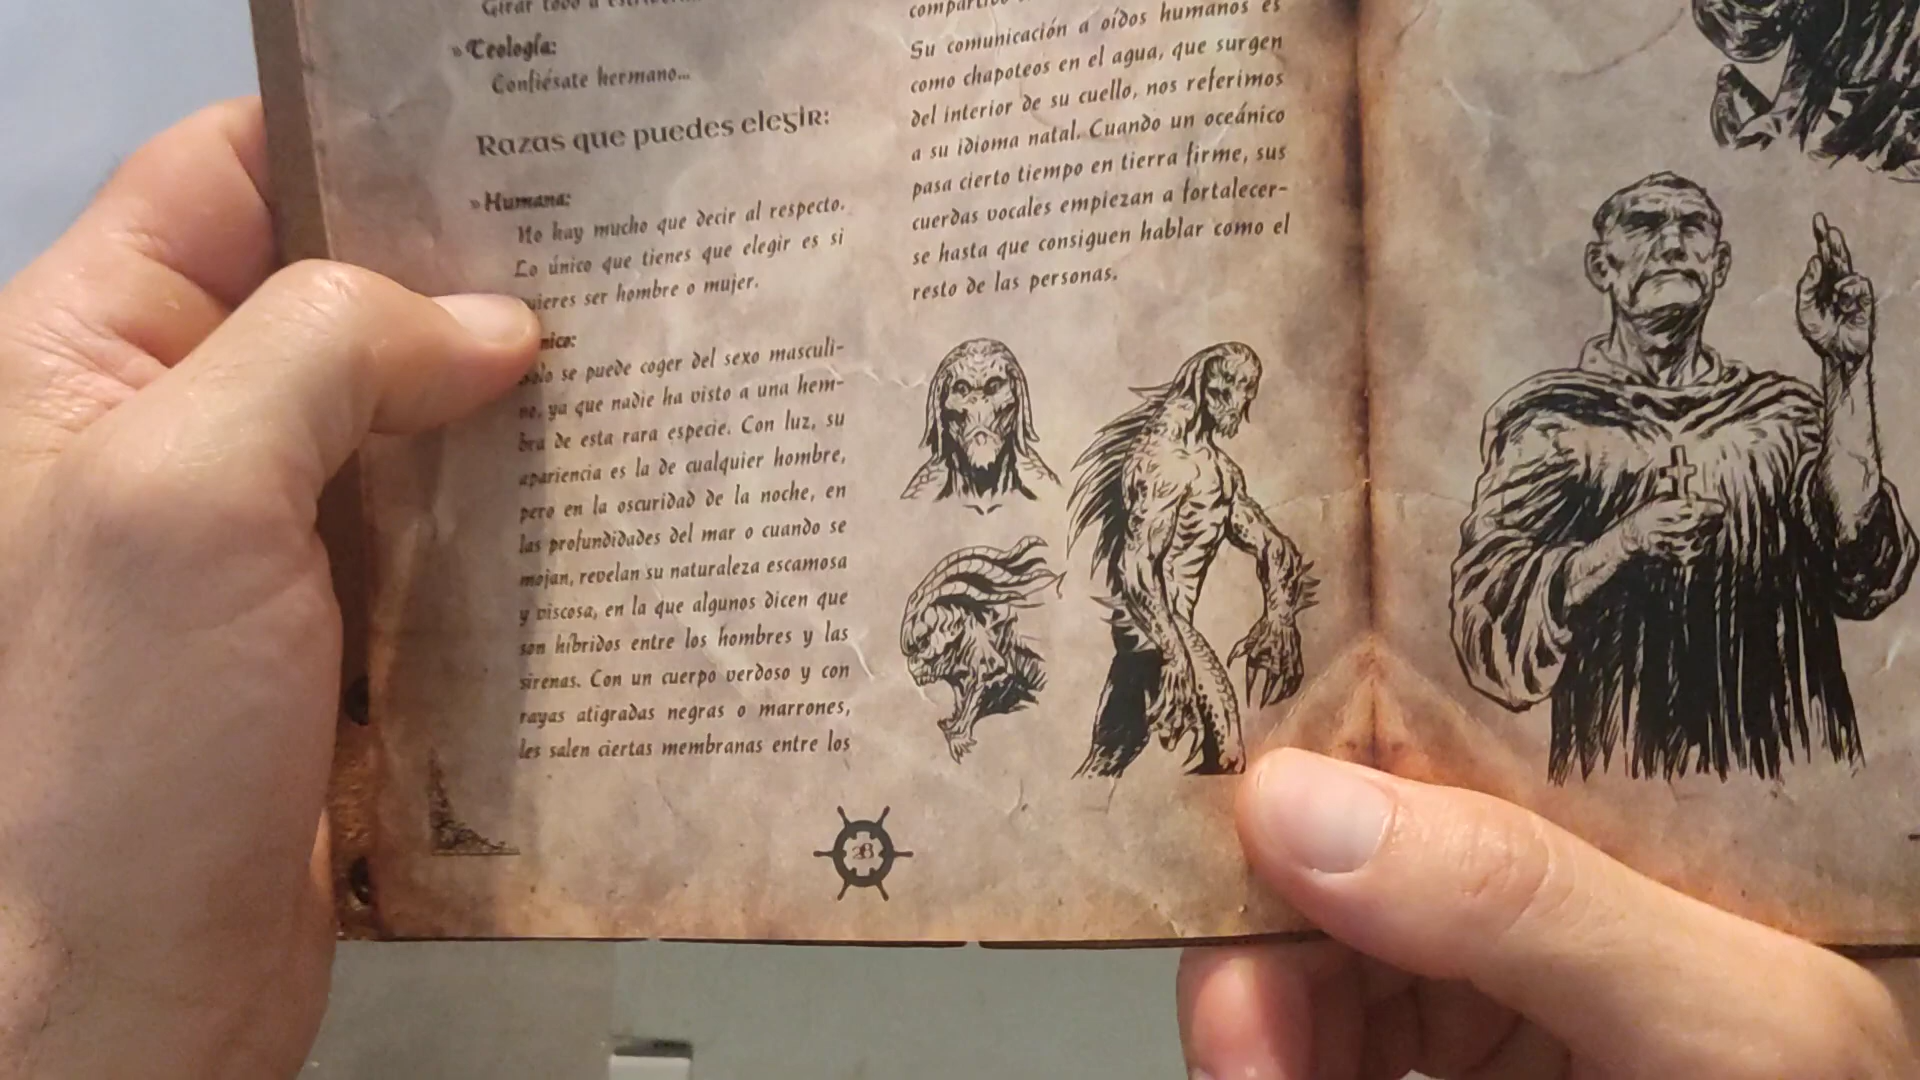 Girar todo a
» Teología:
Confiésate hermano...
Razas que puedes elegir:
» Humana:
No hay mucho que decir al respecto.
Lo único que tienes que elegir es si
quieres ser hombre o mujer.
nico:
Solo se puede coger del sexo masculi-
no, ya que nadie ha visto a una hem-
bra de esta rara especie. Con luz, su
apariencia es la de cualquier hombre,
pero en la oscuridad de la noche, en
las profundidades del mar o cuando se
mojan, revelan su naturaleza escamosa
y viscosa, en la que algunos dicen que
son híbridos entre los hombres y las
sirenas. Con un cuerpo verdoso y con
rayas atigradas negras o marrones,
les salen ciertas membranas entre los
Su comunicación a oídos humanos es
como chapoteos en el agua, que surgen
del interior de su cuello, nos referimos
a su idioma natal. Cuando un oceánico
pasa cierto tiempo en tierra firme, sus
cuerdas vocales empiezan a fortalecer-
se hasta que consiguen hablar como el
resto de las personas.
28